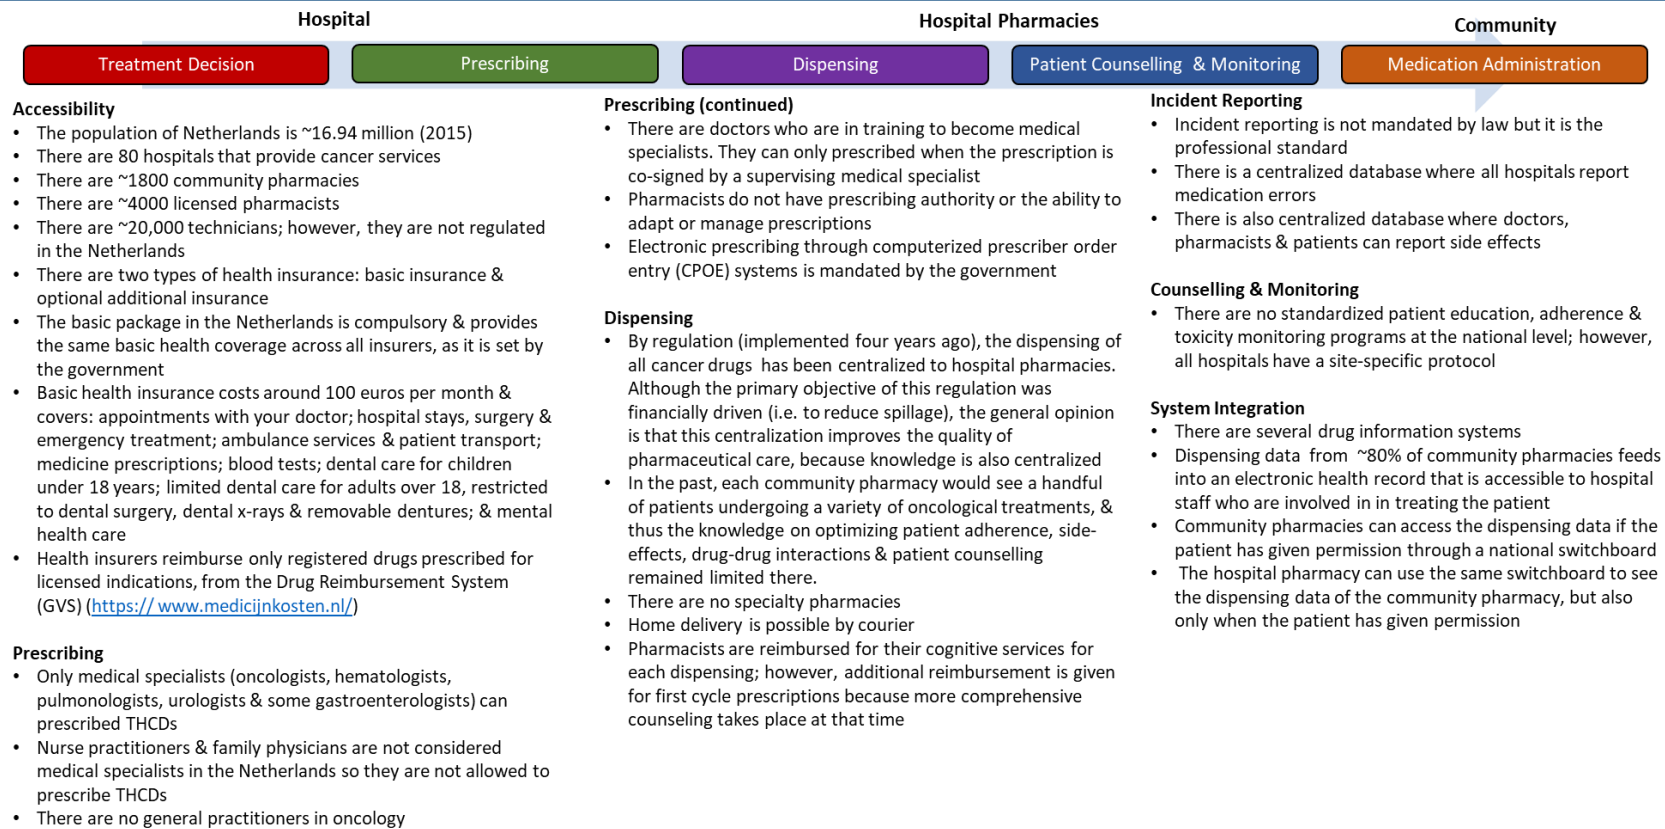 Hospital
Hospital Pharmacies
Community
Treatment Decision
Prescribing
Dispensing
Patient Counselling & Monitoring
Medication Administration
Accessibility
• The population of Netherlands is ~16.94 million (2015)
• There are 80 hospitals that provide cancer services
• There are ~1800 community pharmacies
• There are ~4000 licensed pharmacists
• There are ~20,000 technicians; however, they are not regulated
in the Netherlands
• There are two types of health insurance: basic insurance &
optional additional insurance
• The basic package in the Netherlands is compulsory & provides
the same basic health coverage across all insurers, as it is set by
the government
• Basic health insurance costs around 100 euros per month &
covers: appointments with your doctor; hospital stays, surgery &
emergency treatment; ambulance services & patient transport;
medicine prescriptions; blood tests; dental care for children
under 18 years; limited dental care for adults over 18, restricted
to dental surgery, dental x-rays & removable dentures; & mental
health care
• Health insurers reimburse only registered drugs prescribed for
licensed indications, from the Drug Reimbursement System
(GVS) (https:// www.medicijnkosten.nl/)
Prescribing
• Only medical specialists (oncologists, hematologists,
pulmonologists, urologists & some gastroenterologists) can
prescribed THCDs
• Nurse practitioners & family physicians are not considered
medical specialists in the Netherlands so they are not allowed to
prescribe THCDs
• There are no general practitioners in oncology
Prescribing (continued)
• There are doctors who are in training to become medical
specialists. They can only prescribed when the prescription is
co-signed by a supervising medical specialist
• Pharmacists do not have prescribing authority or the ability to
adapt or manage prescriptions
• Electronic prescribing through computerized prescriber order
entry (CPOE) systems is mandated by the government
Dispensing
• By regulation (implemented four years ago), the dispensing of
all cancer drugs has been centralized to hospital pharmacies.
Although the primary objective of this regulation was
financially driven (i.e. to reduce spillage), the general opinion
is that this centralization improves the quality of
pharmaceutical care, because knowledge is also centralized
• In the past, each community pharmacy would see a handful
of patients undergoing a variety of oncological treatments, &
thus the knowledge on optimizing patient adherence, side-
effects, drug-drug interactions & patient counselling
remained limited there.
• There are no specialty pharmacies
• Home delivery is possible by courier
• Pharmacists are reimbursed for their cognitive services for
each dispensing; however, additional reimbursement is given
for first cycle prescriptions because more comprehensive
counseling takes place at that time
Incident Reporting
• Incident reporting is not mandated by law but it is the
professional standard
• There is a centralized database where all hospitals report
medication errors
• There is also centralized database where doctors,
pharmacists & patients can report side effects
Counselling & Monitoring
• There are no standardized patient education, adherence &
toxicity monitoring programs at the national level; however,
all hospitals have a site-specific protocol
System Integration
• There are several drug information systems
• Dispensing data from ~80% of community pharmacies feeds
into an electronic health record that is accessible to hospital
staff who are involved in in treating the patient
• Community pharmacies can access the dispensing data if the
patient has given permission through a national switchboard
• The hospital pharmacy can use the same switchboard to see
the dispensing data of the community pharmacy, but also
only when the patient has given permission